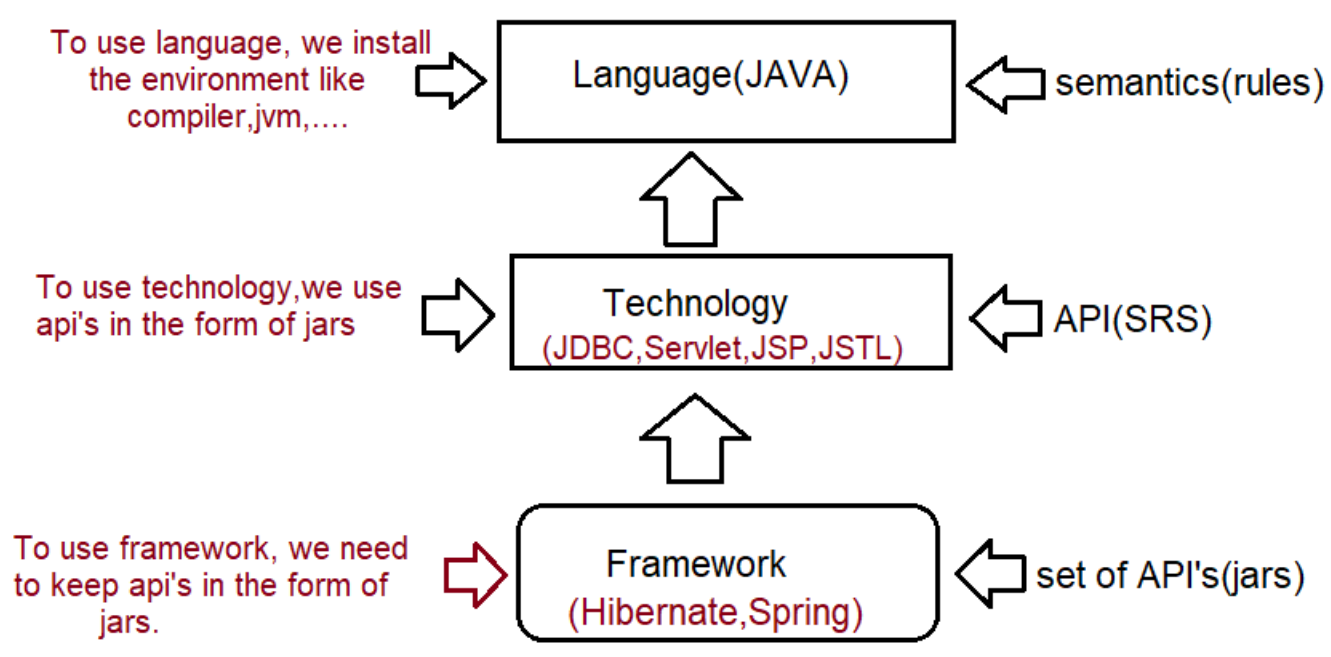 To use language, we install
the environment like
compiler,jvm,....
Language(JAVA)
semantics(rules)
To use technology,we use
api's in the form of jars
Technology
(JDBC,Servlet,JSP,JSTL)
API(SRS)
To use framework, we need
to keep api's in the form of
jars.
Framework
(Hibernate,Spring)
set of API's(jars)